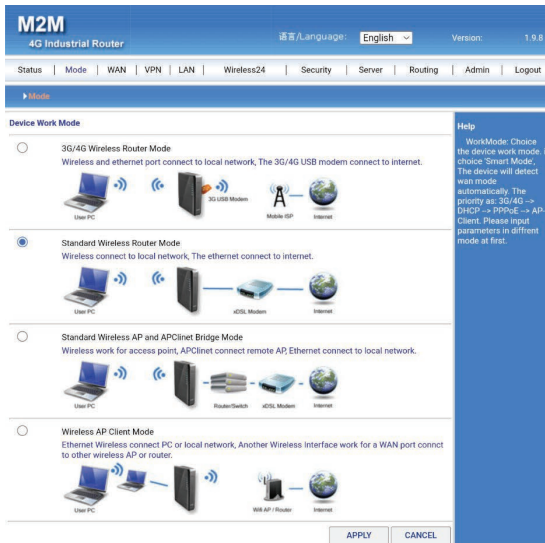 M2M
4G Industrial Router
语言/Language: English
Version: 1.9.8
Status | Mode | WAN | VPN | LAN | Wireless24 | Security | Server | Routing | Admin | Logout
Mode
Device Work Mode
3G/4G Wireless Router Mode
Wireless and ethernet port connect to local network, The 3G/4G USB modem connect to internet.
3G USB Modem
User PC
Mobile ISP
Internet
Standard Wireless Router Mode
Wireless connect to local network, The ethernet connect to internet.
User PC
xDSL Modem
Internet
Standard Wireless AP and APClinet Bridge Mode
Wireless work for access point, APClinet connect remote AP, Ethernet connect to local network.
User PC
Router/Switch
xDSL Modem
Internet
Wireless AP Client Mode
Ethernet Wireless connect PC or local network, Another Wireless interface work for a WAN port connct
to other wireless AP or router.
User PC
Wifi AP / Router
Internet
APPLY
CANCEL
Help
WorkMode: Choice
the device work mode.
choice 'Smart Mode',
The device will detect
wan mode
automatically. The
priority as: 3G/4G -->
DHCP --> PPPoE --> AP-
Client. Please input
parameters in diffrent
mode at first.